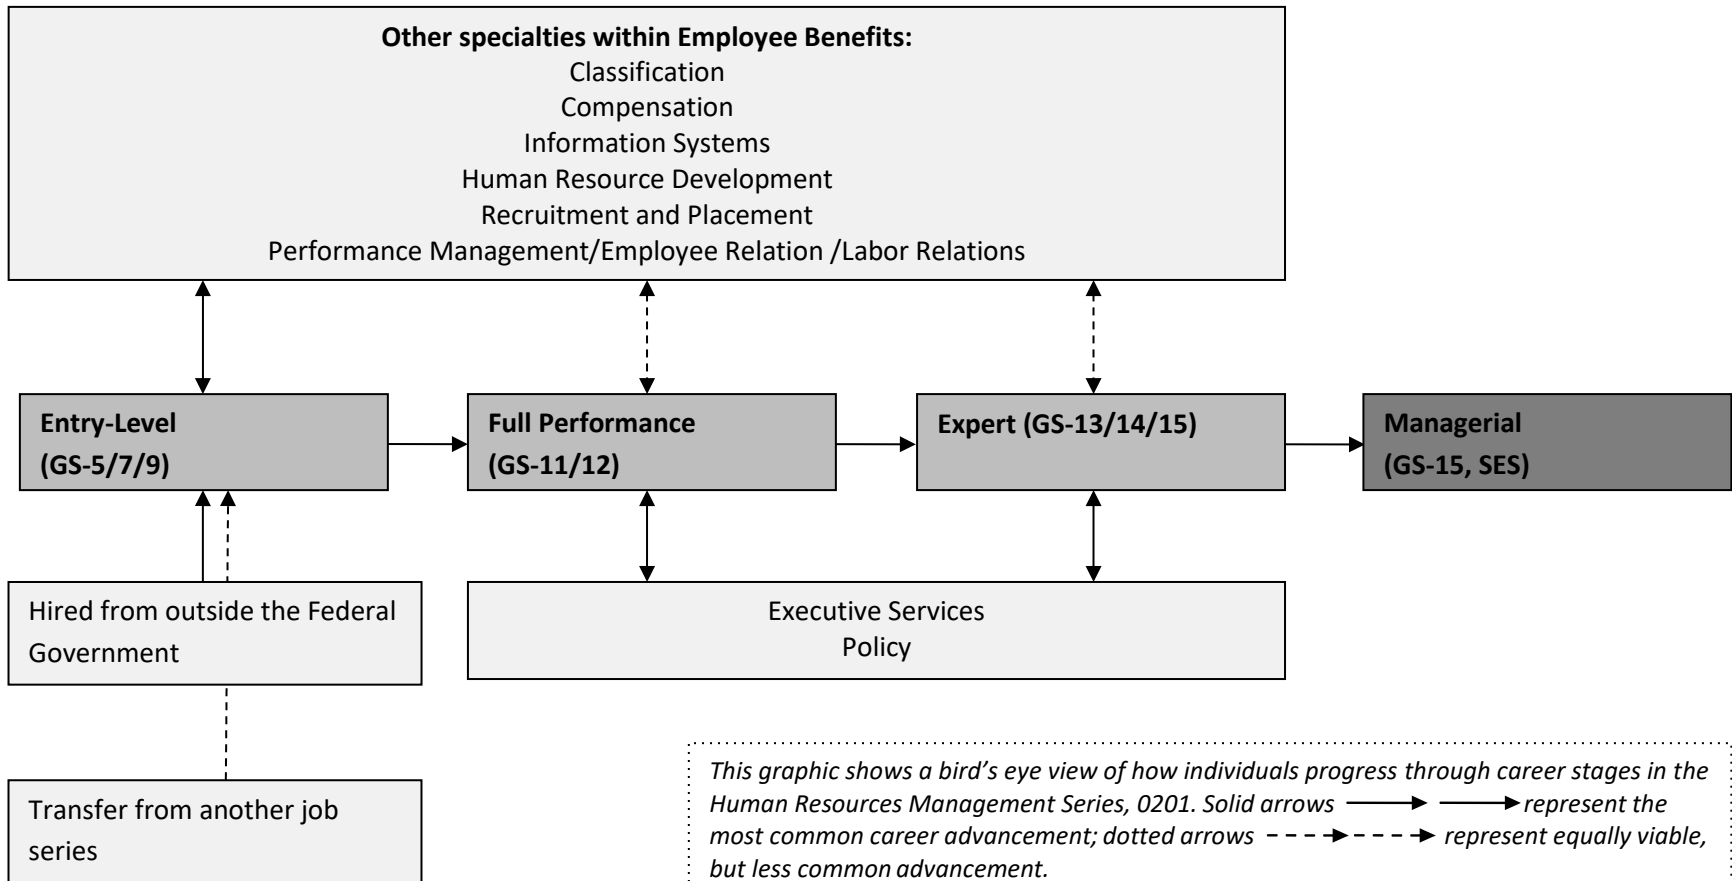 Other specialties within Employee Benefits:
Classification
Compensation
Information Systems
Human Resource Development
Recruitment and Placement
Performance Management/Employee Relation /Labor Relations
Entry-Level
(GS-5/7/9)
Full Performance
(GS-11/12)
Expert (GS-13/14/15)
Managerial
(GS-15, SES)
Hired from outside the Federal
Government
Executive Services
Policy
Transfer from another job
series
This graphic shows a bird’s eye view of how individuals progress through career stages in the
Human Resources Management Series, 0201. Solid arrows represent the
most common career advancement; dotted arrows represent equally viable,
but less common advancement.